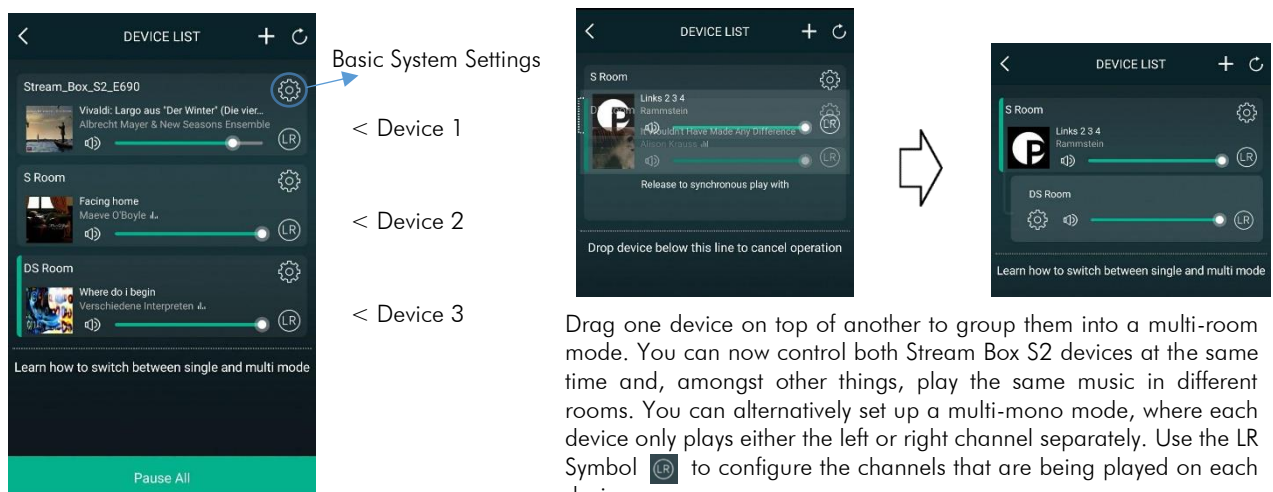 DEVICE LIST
Stream_Box_S2_E690
Vivaldi: Largo aus "Der Winter" (Die vier...
Albrecht Mayer & New Seasons Ensemble
LR
S Room
Facing home
Maeve O'Boyle
LR
DS Room
Where do i begin
Verschiedene Interpreten
LR
Learn how to switch between single and multi mode
Pause All
Basic System Settings
< Device 1
< Device 2
< Device 3
DEVICE LIST
S Room
Links 2 3 4
Rammstein
LR
Alison Krauss
LR
Release to synchronous play with
Drop device below this line to cancel operation
DEVICE LIST
S Room
Links 2 3 4
Rammstein
LR
DS Room
LR
Learn how to switch between single and multi mode
Drag one device on top of another to group them into a multi-room
mode. You can now control both Stream Box S2 devices at the same
time and, amongst other things, play the same music in different
rooms. You can alternatively set up a multi-mono mode, where each
device only plays either the left or right channel separately. Use the LR
Symbol LR to configure the channels that are being played on each